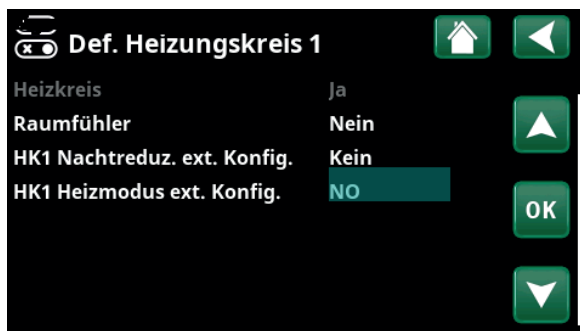 Def. Heizungskreis 1
Heizkreis Ja
Raumfühler Nein
HK1 Nachtreduz. ext. Konfig. Kein
HK1 Heizmodus ext. Konfig. NO
OK